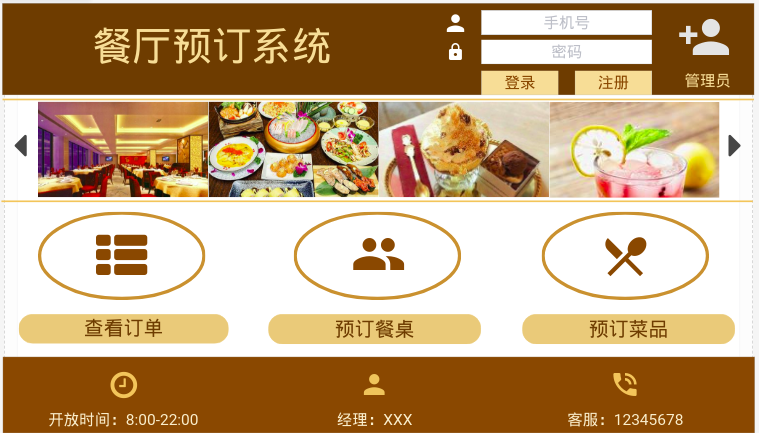 餐厅预订系统
手机号
密码
登录
注册
管理员
查看订单
预订餐桌
预订菜品
开放时间：8:00-22:00
经理：XXX
客服：12345678